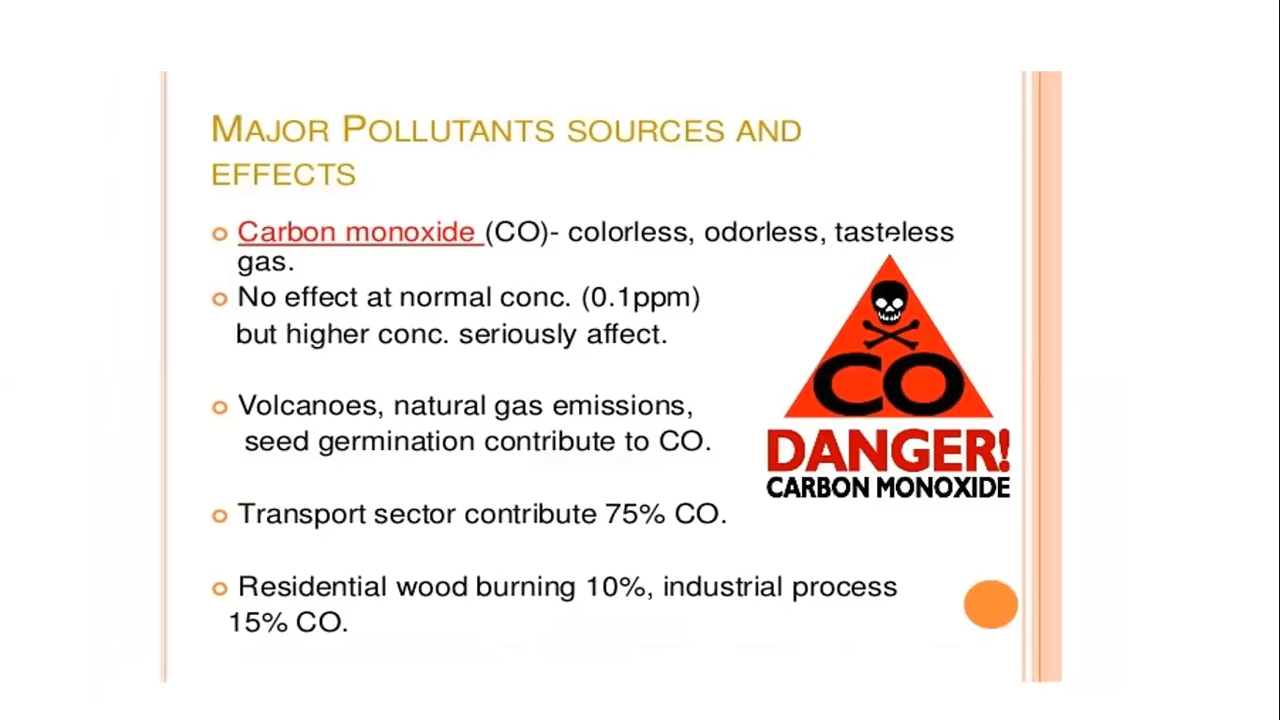 MAJOR POLLUTANTS SOURCES AND
EFFECTS
Carbon monoxide (CO)- colorless, odorless, tasteless
gas.
No effect at normal conc. (0.1ppm)
but higher conc. seriously affect.
Volcanoes, natural gas emissions,
seed germination contribute to CO.
Transport sector contribute 75% CO.
Residential wood burning 10%, industrial process
15% CO.
CO
DANGER!
CARBON MONOXIDE